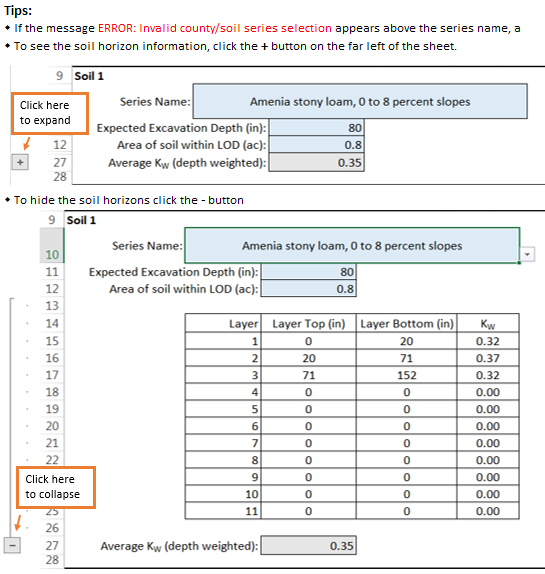 Tips:
If the message ERROR: Invalid county/soil series selection appears above the series name, a
To see the soil horizon information, click the + button on the far left of the sheet.
9 Soil 1
Click here
to expand
Series Name: Amenia stony loam, 0 to 8 percent slopes
Expected Excavation Depth (in): 80
12 Area of soil within LOD (ac): 0.8
+ 27 Average Kw (depth weighted): 0.35
28
To hide the soil horizons click the - button
9 Soil 1
10 Series Name: Amenia stony loam, 0 to 8 percent slopes
11 Expected Excavation Depth (in): 80
12 Area of soil within LOD (ac): 0.8
13
14 Layer Layer Top (in) Layer Bottom (in) Kw
15 1 0 20 0.32
16 2 20 71 0.37
17 3 71 152 0.32
18 4 0 0 0.00
19 5 0 0 0.00
20 6 0 0 0.00
21 7 0 0 0.00
22 8 0 0 0.00
Click here
to collapse
9 0 0 0.00
10 0 0 0.00
25 11 0 0 0.00
26
- 27 Average Kw (depth weighted): 0.35
28